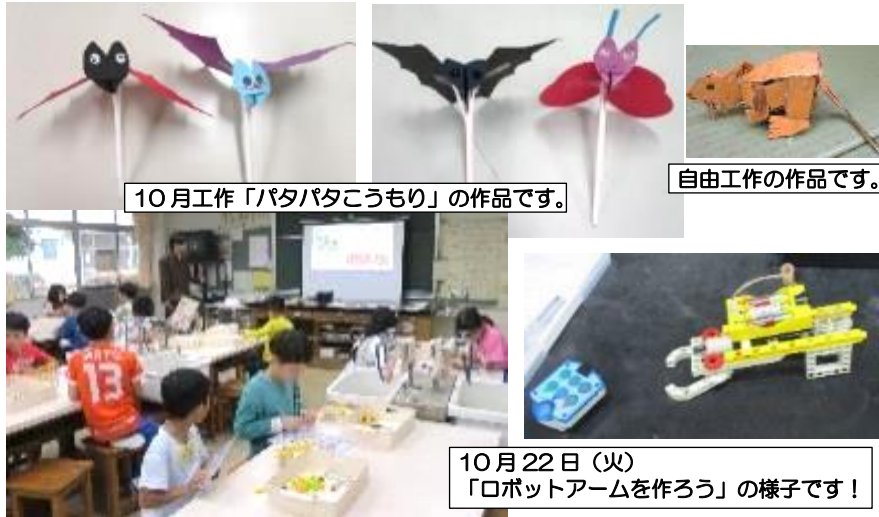 10月工作「パタパタこうもり」の作品です。
自由工作の作品です。
13
10月22日（火）
「ロボットアームを作ろう」の様子です！